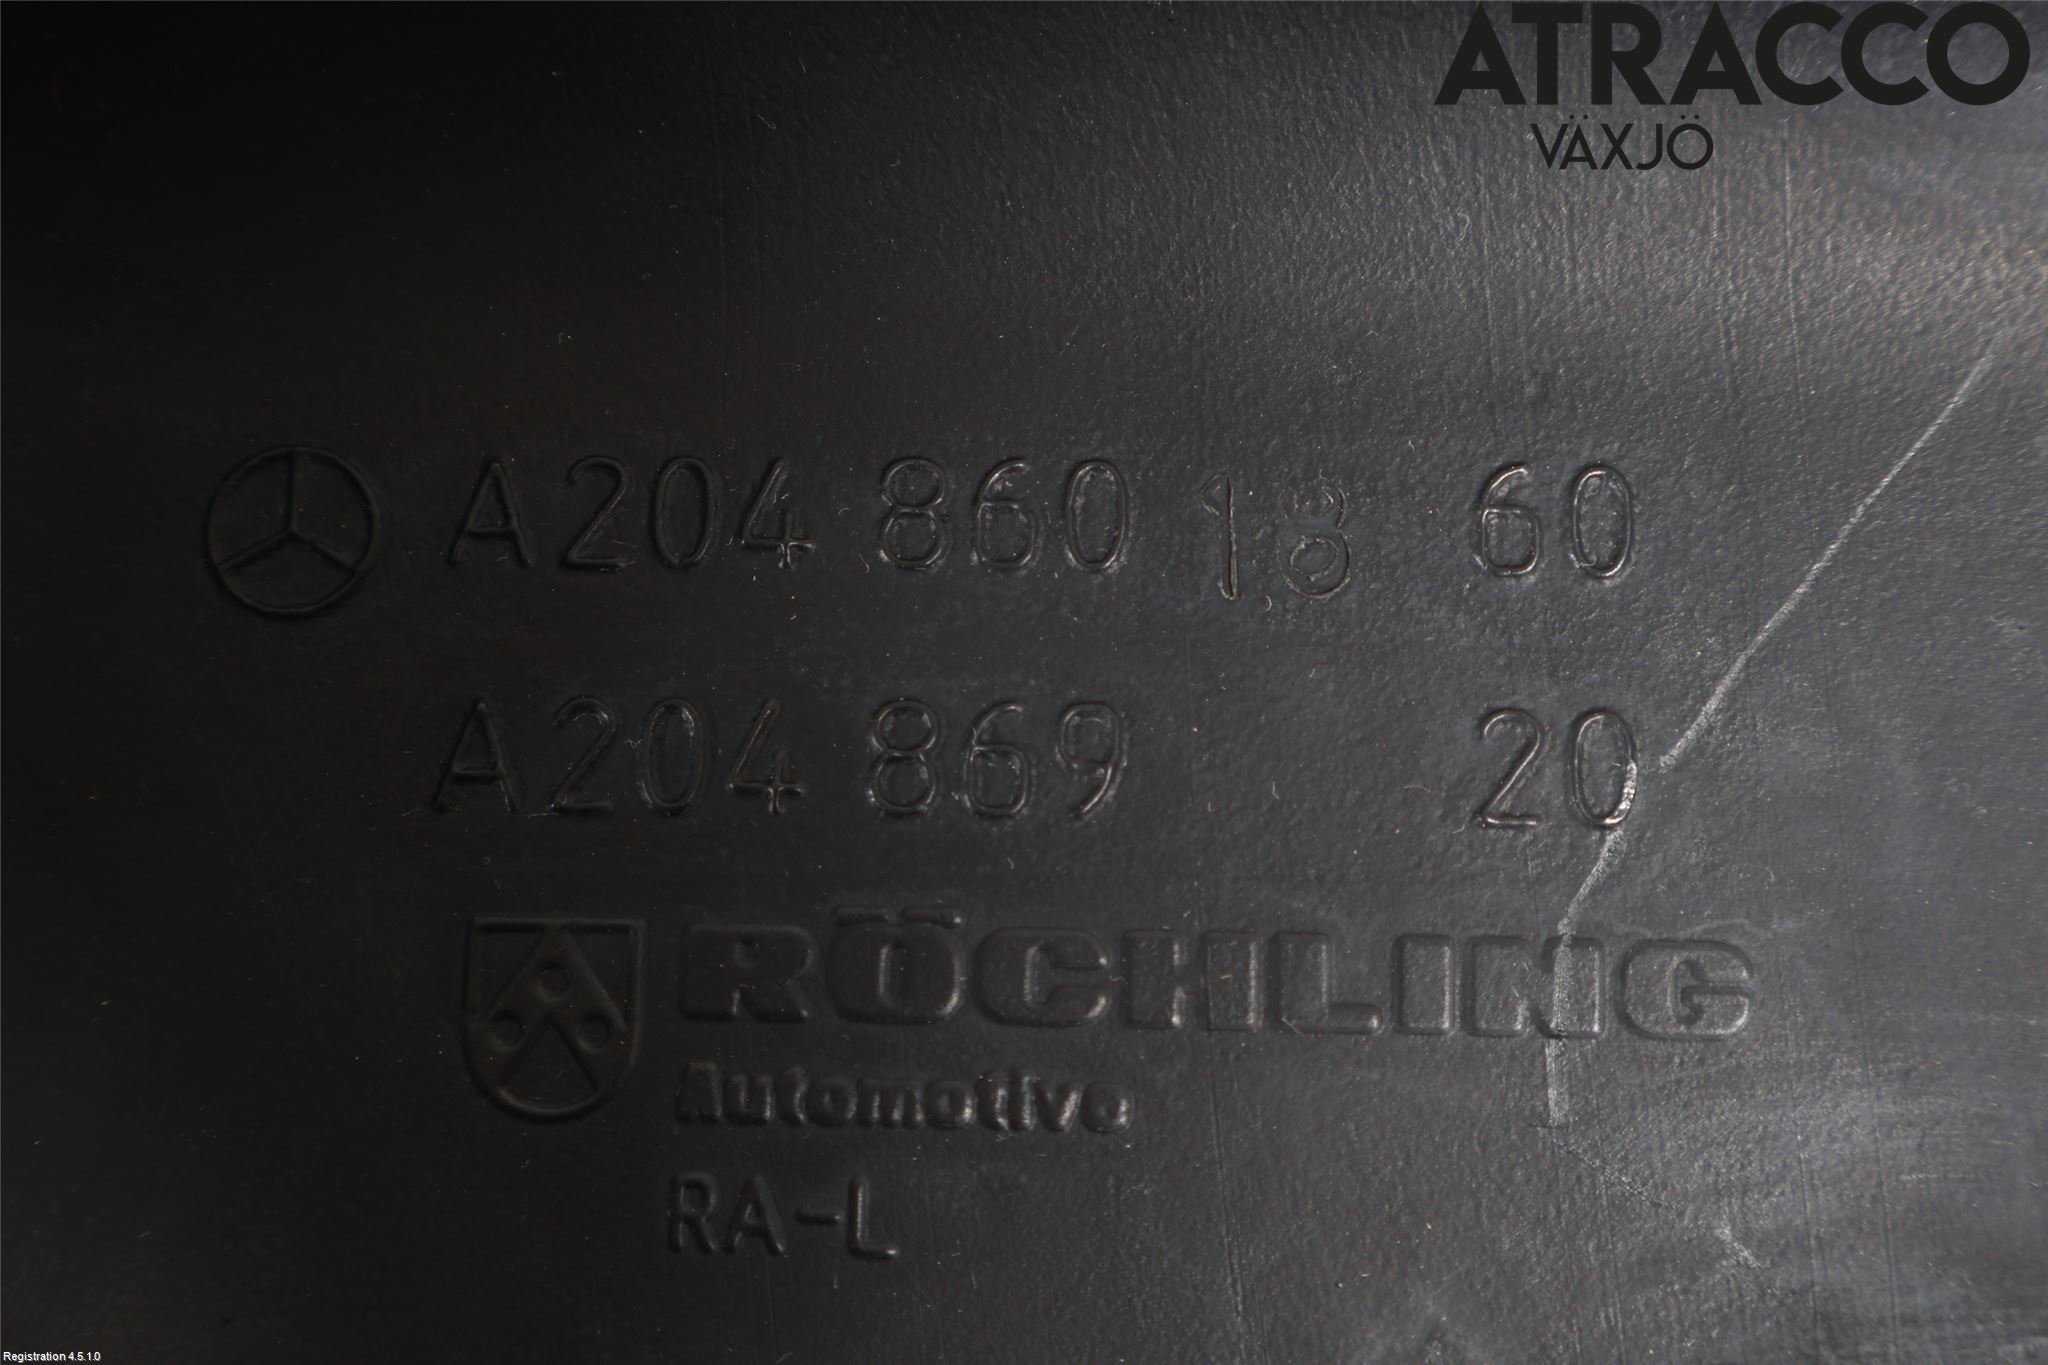 ATRACCO
VÄXJÖ
A204 860 18 60
A204 869 20
RÖCHLING
Automotive
RA-L
Registration 4.5.1.0